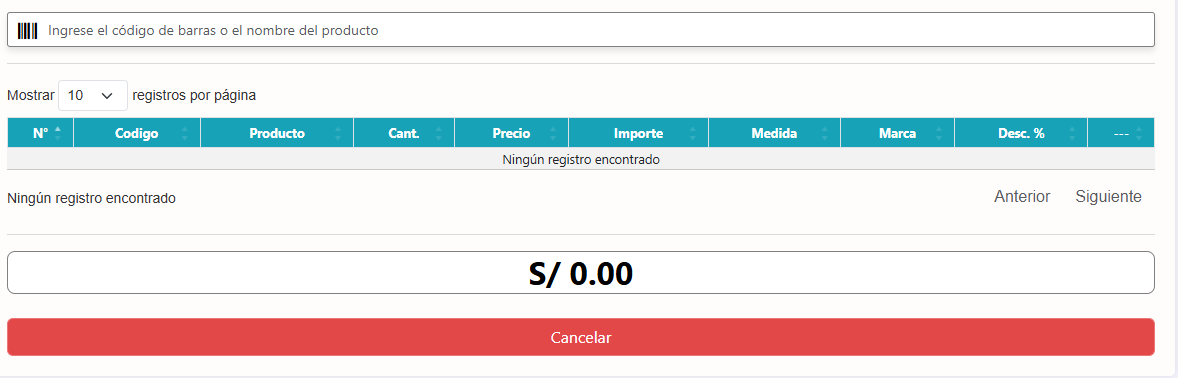 Ingrese el código de barras o el nombre del producto
Mostrar 10 registros por página
N° Codigo Producto Cant. Precio Importe Medida Marca Desc. % ---
Ningún registro encontrado
Ningún registro encontrado Anterior Siguiente
S/ 0.00
Cancelar